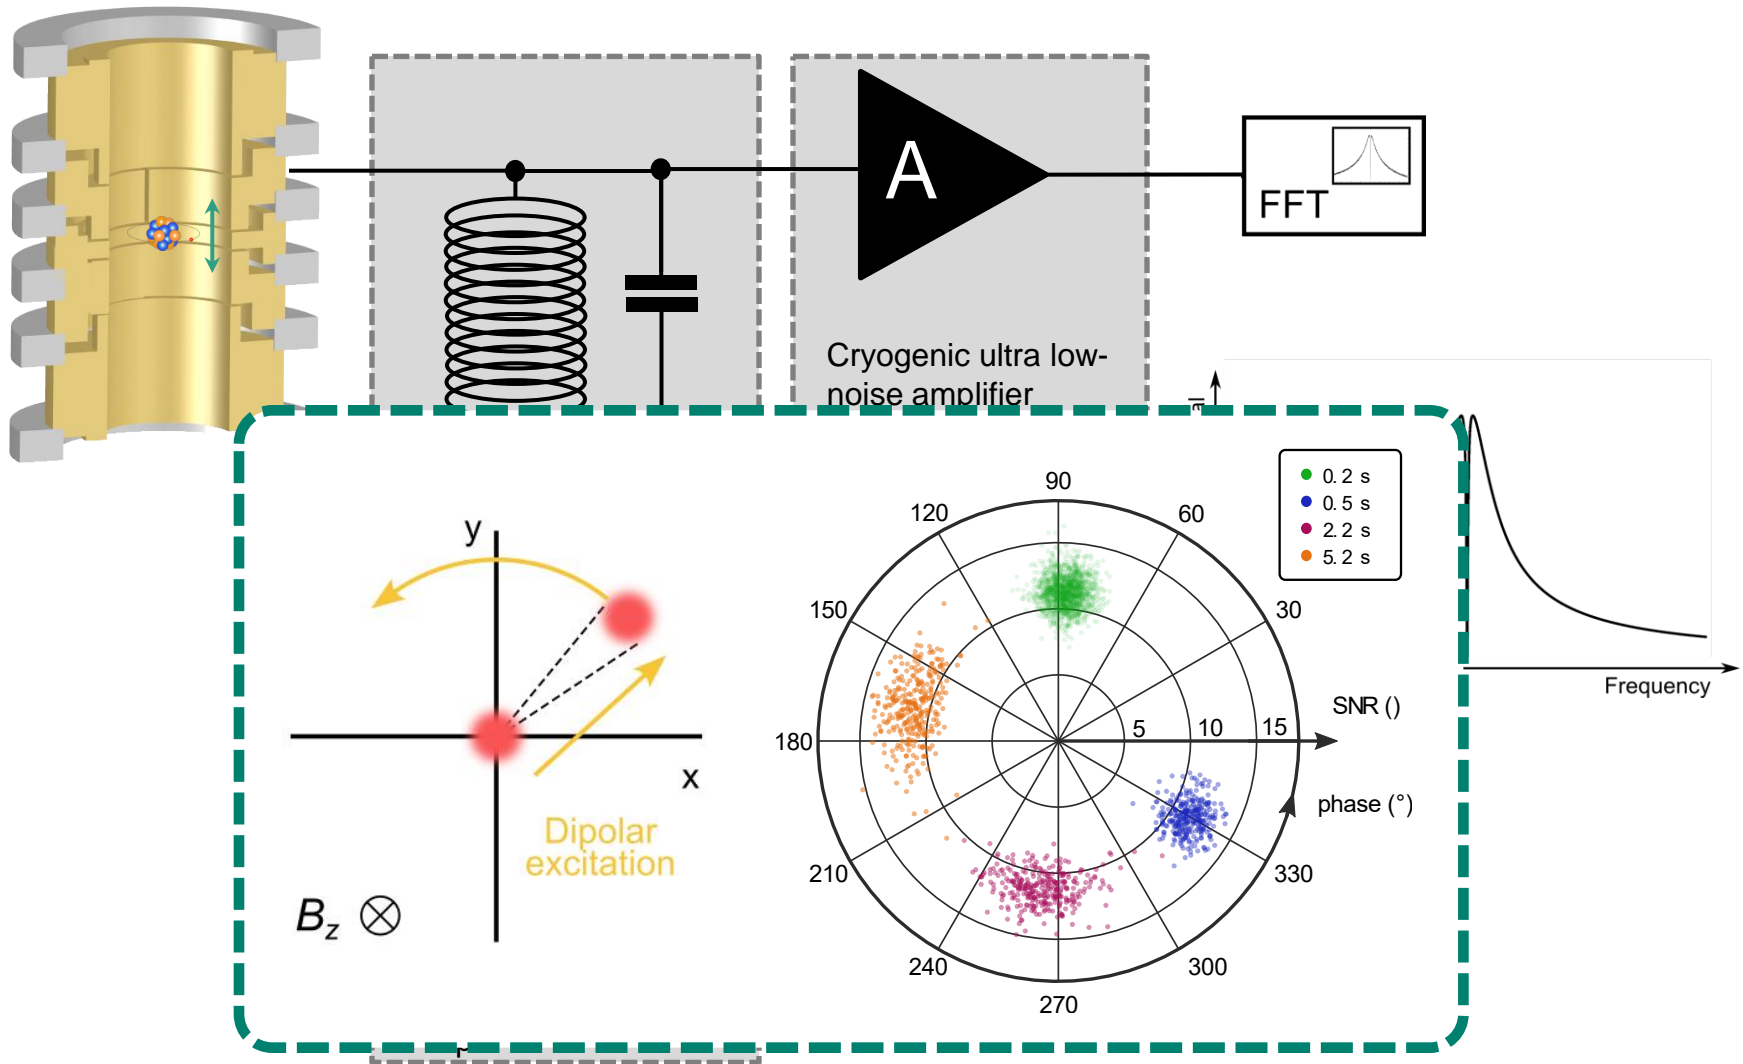 A
FFT
Cryogenic ultra low-
noise amplifier
y
x
Dipolar
excitation
Bz
90
120
60
150
30
180
5
10
15
210
330
240
300
270
0.2 s
0.5 s
2.2 s
5.2 s
SNR ()
phase (°)
Frequency